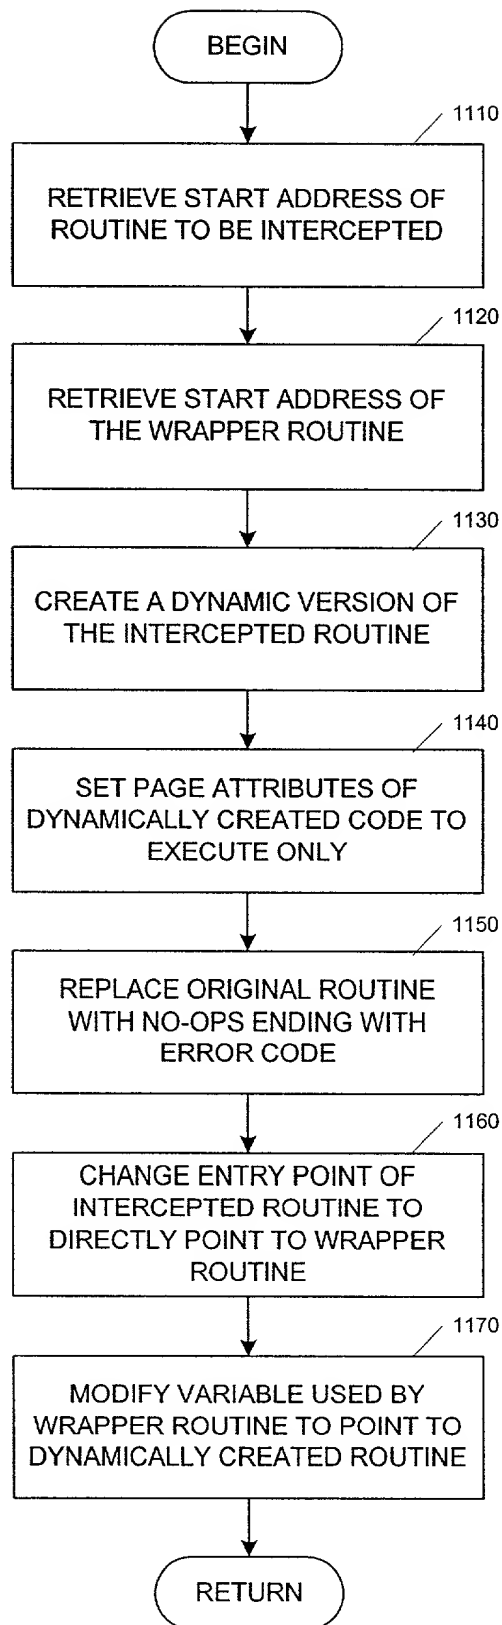 BEGIN
1110
RETRIEVE START ADDRESS OF
ROUTINE TO BE INTERCEPTED
1120
RETRIEVE START ADDRESS OF
THE WRAPPER ROUTINE
1130
CREATE A DYNAMIC VERSION OF
THE INTERCEPTED ROUTINE
1140
SET PAGE ATTRIBUTES OF
DYNAMICALLY CREATED CODE TO
EXECUTE ONLY
1150
REPLACE ORIGINAL ROUTINE
WITH NO-OPS ENDING WITH
ERROR CODE
1160
CHANGE ENTRY POINT OF
INTERCEPTED ROUTINE TO
DIRECTLY POINT TO WRAPPER
ROUTINE
1170
MODIFY VARIABLE USED BY
WRAPPER ROUTINE TO POINT TO
DYNAMICALLY CREATED ROUTINE
RETURN